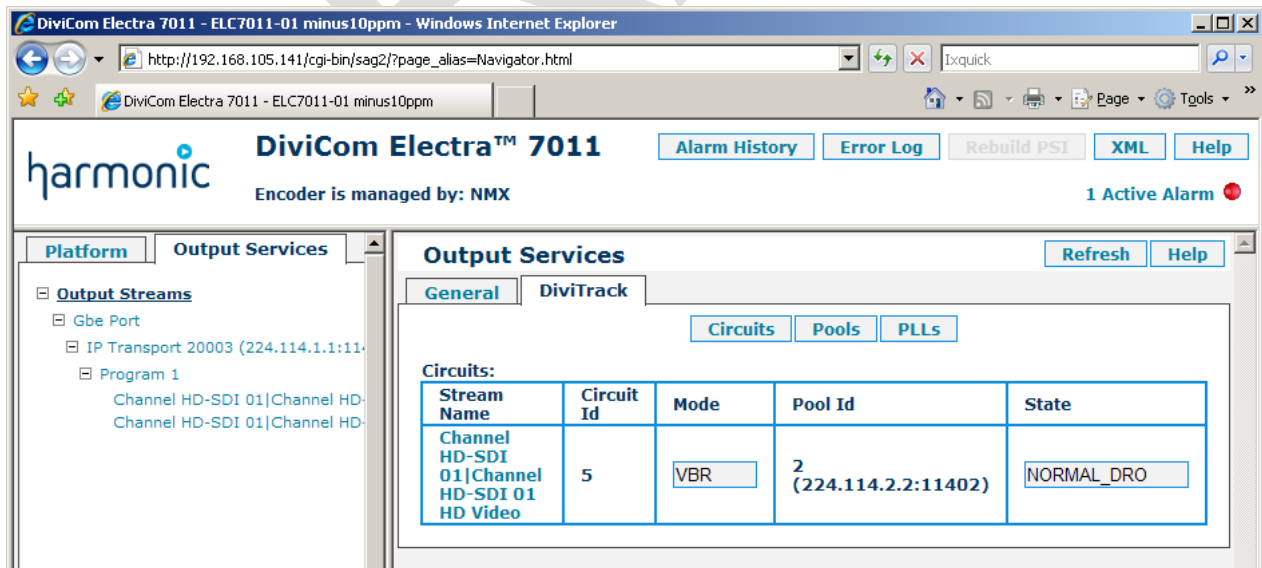 DiviCom Electra 7011 - ELC7011-01 minus10ppm - Windows Internet Explorer
http://192.168.105.141/cgi-bin/sag2/?page_alias=Navigator.html
Ixquick
DiviCom Electra 7011 - ELC7011-01 minus10ppm
Page
Tools
»
harmonic
DiviCom Electra™ 7011
Alarm History
Error Log
Rebuild PSI
XML
Help
Encoder is managed by: NMX
1 Active Alarm
Platform
Output Services
Output Streams
Gbe Port
IP Transport 20003 (224.114.1.1:114
Program 1
Channel HD-SDI 01|Channel HD-
Channel HD-SDI 01|Channel HD-
Output Services
Refresh
Help
General
DiviTrack
Circuits
Pools
PLLs
Circuits:
Stream Name
Circuit Id
Mode
Pool Id
State
Channel
HD-SDI
01|Channel
HD-SDI 01
HD Video
5
VBR
2
(224.114.2.2:11402)
NORMAL_DRO